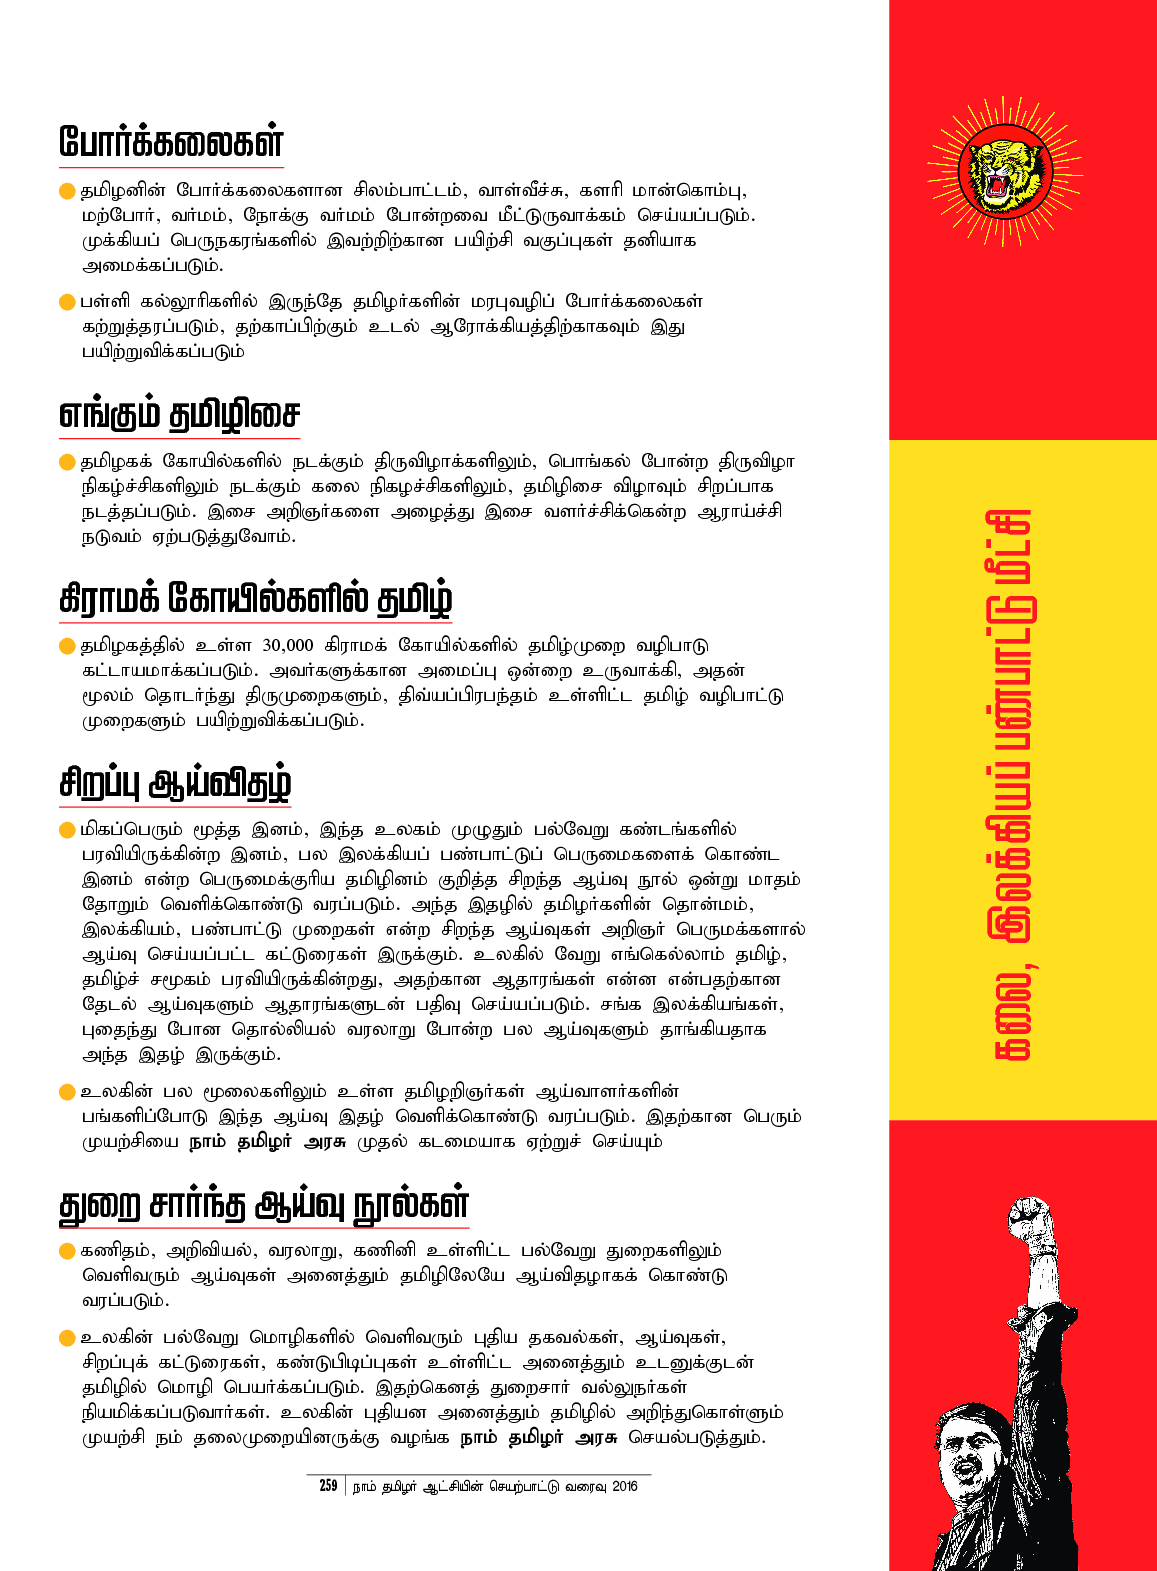 போர்க்கலைகள்
தமிழனின் போர்க்கலைகளான சிலம்பாட்டம், வாள்வீச்சு, களரி மான்கொம்பு,
மற்போர், வர்மம், நோக்கு வர்மம் போன்றவை மீட்டுருவாக்கம் செய்யப்படும்.
முக்கியப் பெருநகரங்களில் இவற்றிற்கான பயிற்சி வகுப்புகள் தனியாக
அமைக்கப்படும்.
பள்ளி கல்லூரிகளில் இருந்தே தமிழர்களின் மரபுவழிப் போர்க்கலைகள்
கற்றுத்தரப்படும், தற்காப்பிற்கும் உடல் ஆரோக்கியத்திற்காகவும் இது
பயிற்றுவிக்கப்படும்
எங்கும் தமிழிசை
தமிழகக் கோயில்களில் நடக்கும் திருவிழாக்களிலும், பொங்கல் போன்ற திருவிழா
நிகழ்ச்சிகளிலும் நடக்கும் கலை நிகழச்சிகளிலும், தமிழிசை விழாவும் சிறப்பாக
நடத்தப்படும். இசை அறிஞர்களை அழைத்து இசை வளர்ச்சிக்கென்ற ஆராய்ச்சி
நடுவம் ஏற்படுத்துவோம்.
கிராமக் கோயில்களில் தமிழ்
தமிழகத்தில் உள்ள 30,000 கிராமக் கோயில்களில் தமிழ்முறை வழிபாடு
கட்டாயமாக்கப்படும். அவர்களுக்கான அமைப்பு ஒன்றை உருவாக்கி, அதன்
மூலம் தொடர்ந்து திருமுறைகளும், திவ்யப்பிரபந்தம் உள்ளிட்ட தமிழ் வழிபாட்டு
முறைகளும் பயிற்றுவிக்கப்படும்.
சிறப்பு ஆய்விதழ்
மிகப்பெரும் மூத்த இனம், இந்த உலகம் முழுதும் பல்வேறு கண்டங்களில்
பரவியிருக்கின்ற இனம், பல இலக்கியப் பண்பாட்டுப் பெருமைகளைக் கொண்ட
இனம் என்ற பெருமைக்குரிய தமிழினம் குறித்த சிறந்த ஆய்வு நூல் ஒன்று மாதம்
தோறும் வெளிக்கொண்டு வரப்படும். அந்த இதழில் தமிழர்களின் தொன்மம்,
இலக்கியம், பண்பாட்டு முறைகள் என்ற சிறந்த ஆய்வுகள் அறிஞர் பெருமக்களால்
ஆய்வு செய்யப்பட்ட கட்டுரைகள் இருக்கும். உலகில் வேறு எங்கெல்லாம் தமிழ்,
தமிழ்ச் சமூகம் பரவியிருக்கின்றது, அதற்கான ஆதாரங்கள் என்ன என்பதற்கான
தேடல் ஆய்வுகளும் ஆதாரங்களுடன் பதிவு செய்யப்படும். சங்க இலக்கியங்கள்,
புதைந்து போன தொல்லியல் வரலாறு போன்ற பல ஆய்வுகளும் தாங்கியதாக
அந்த இதழ் இருக்கும்.
உலகின் பல மூலைகளிலும் உள்ள தமிழறிஞர்கள் ஆய்வாளர்களின்
பங்களிப்போடு இந்த ஆய்வு இதழ் வெளிக்கொண்டு வரப்படும். இதற்கான பெரும்
முயற்சியை நாம் தமிழர் அரசு முதல் கடமையாக ஏற்றுச் செய்யும்
துறை சார்ந்த ஆய்வு நூல்கள்
கணிதம், அறிவியல், வரலாறு, கணினி உள்ளிட்ட பல்வேறு துறைகளிலும்
வெளிவரும் ஆய்வுகள் அனைத்தும் தமிழிலேயே ஆய்விதழாகக் கொண்டு
வரப்படும்.
உலகின் பல்வேறு மொழிகளில் வெளிவரும் புதிய தகவல்கள், ஆய்வுகள்,
சிறப்புக் கட்டுரைகள், கண்டுபிடிப்புகள் உள்ளிட்ட அனைத்தும் உடனுக்குடன்
தமிழில் மொழி பெயர்க்கப்படும். இதற்கெனத் துறைசார் வல்லுநர்கள்
நியமிக்கப்படுவார்கள். உலகின் புதியன அனைத்தும் தமிழில் அறிந்துகொள்ளும்
முயற்சி நம் தலைமுறையினருக்கு வழங்க நாம் தமிழர் அரசு செயல்படுத்தும்.
259 நாம் தமிழர் ஆட்சியின் செயற்பாட்டு வரைவு 2016
கலை, இலக்கியப் பண்பாட்டு மீட்சி